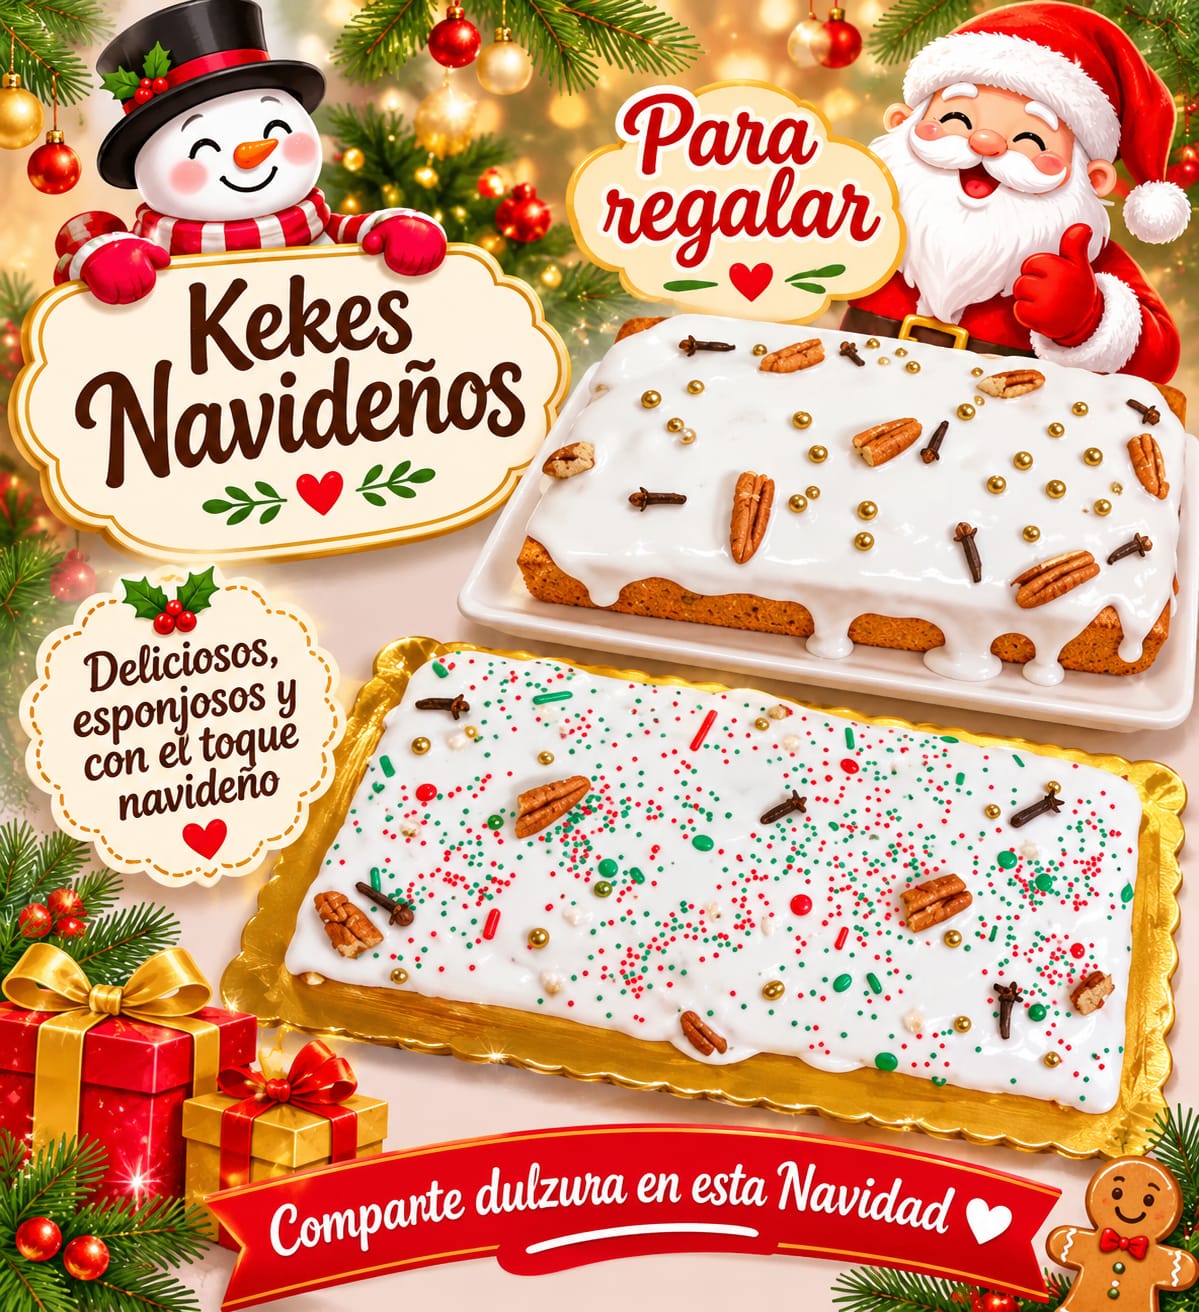 Kekes
Navideños
Para
regalar
Deliciosos,
esponjosos y
con el toque
navideño
Comparte dulzura en esta Navidad